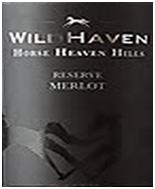 WILD HAVEN
HORSE HEAVEN HILLS
RESERVE
MERLOT